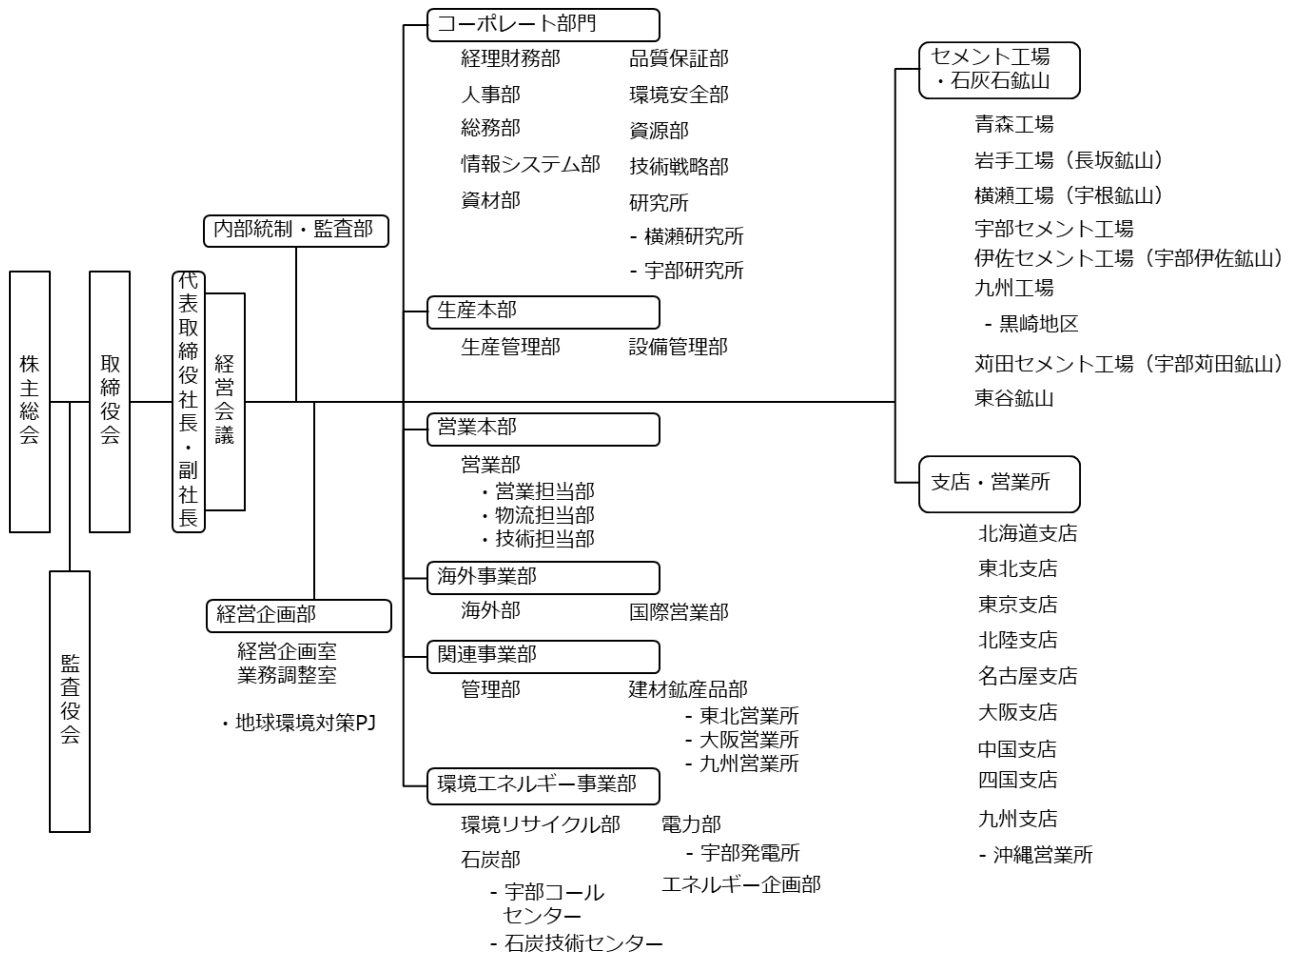 株主総会
監査役会
取締役会
代表取締役社長・副社長
経営会議
内部統制・監査部
経営企画部
経営企画室
業務調整室
・地球環境対策PJ
コーポレート部門
経理財務部
人事部
総務部
情報システム部
資材部
品質保証部
環境安全部
資源部
技術戦略部
研究所
- 横瀬研究所
- 宇部研究所
生産本部
生産管理部
設備管理部
営業本部
営業部
・営業担当部
・物流担当部
・技術担当部
海外事業部
海外部
国際営業部
関連事業部
管理部
建材鉱産品部
- 東北営業所
- 大阪営業所
- 九州営業所
環境エネルギー事業部
環境リサイクル部
石炭部
- 宇部コール
センター
- 石炭技術センター
電力部
- 宇部発電所
エネルギー企画部
セメント工場
・石灰石鉱山
青森工場
岩手工場（長坂鉱山）
横瀬工場（宇根鉱山）
宇部セメント工場
伊佐セメント工場（宇部伊佐鉱山）
九州工場
- 黒崎地区
苅田セメント工場（宇部苅田鉱山）
東谷鉱山
支店・営業所
北海道支店
東北支店
東京支店
北陸支店
名古屋支店
大阪支店
中国支店
四国支店
九州支店
- 沖縄営業所